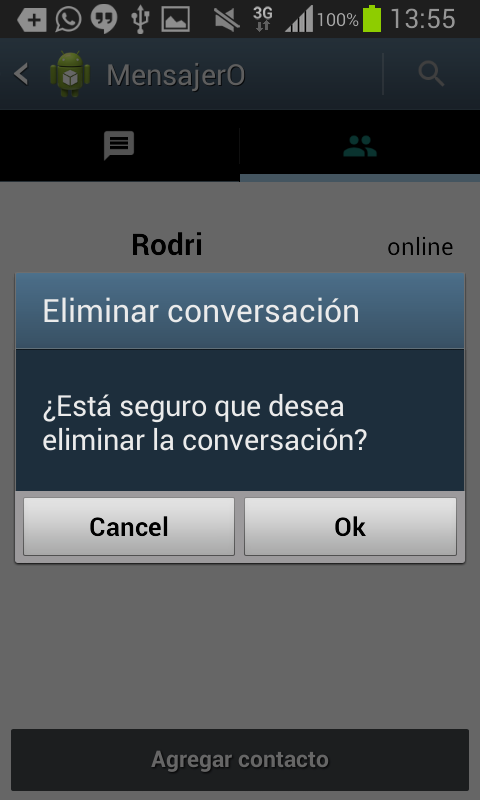 3G 100% 13:55
MensajerO
Rodri online
Eliminar conversación
¿Está seguro que desea
eliminar la conversación?
Cancel Ok
Agregar contacto